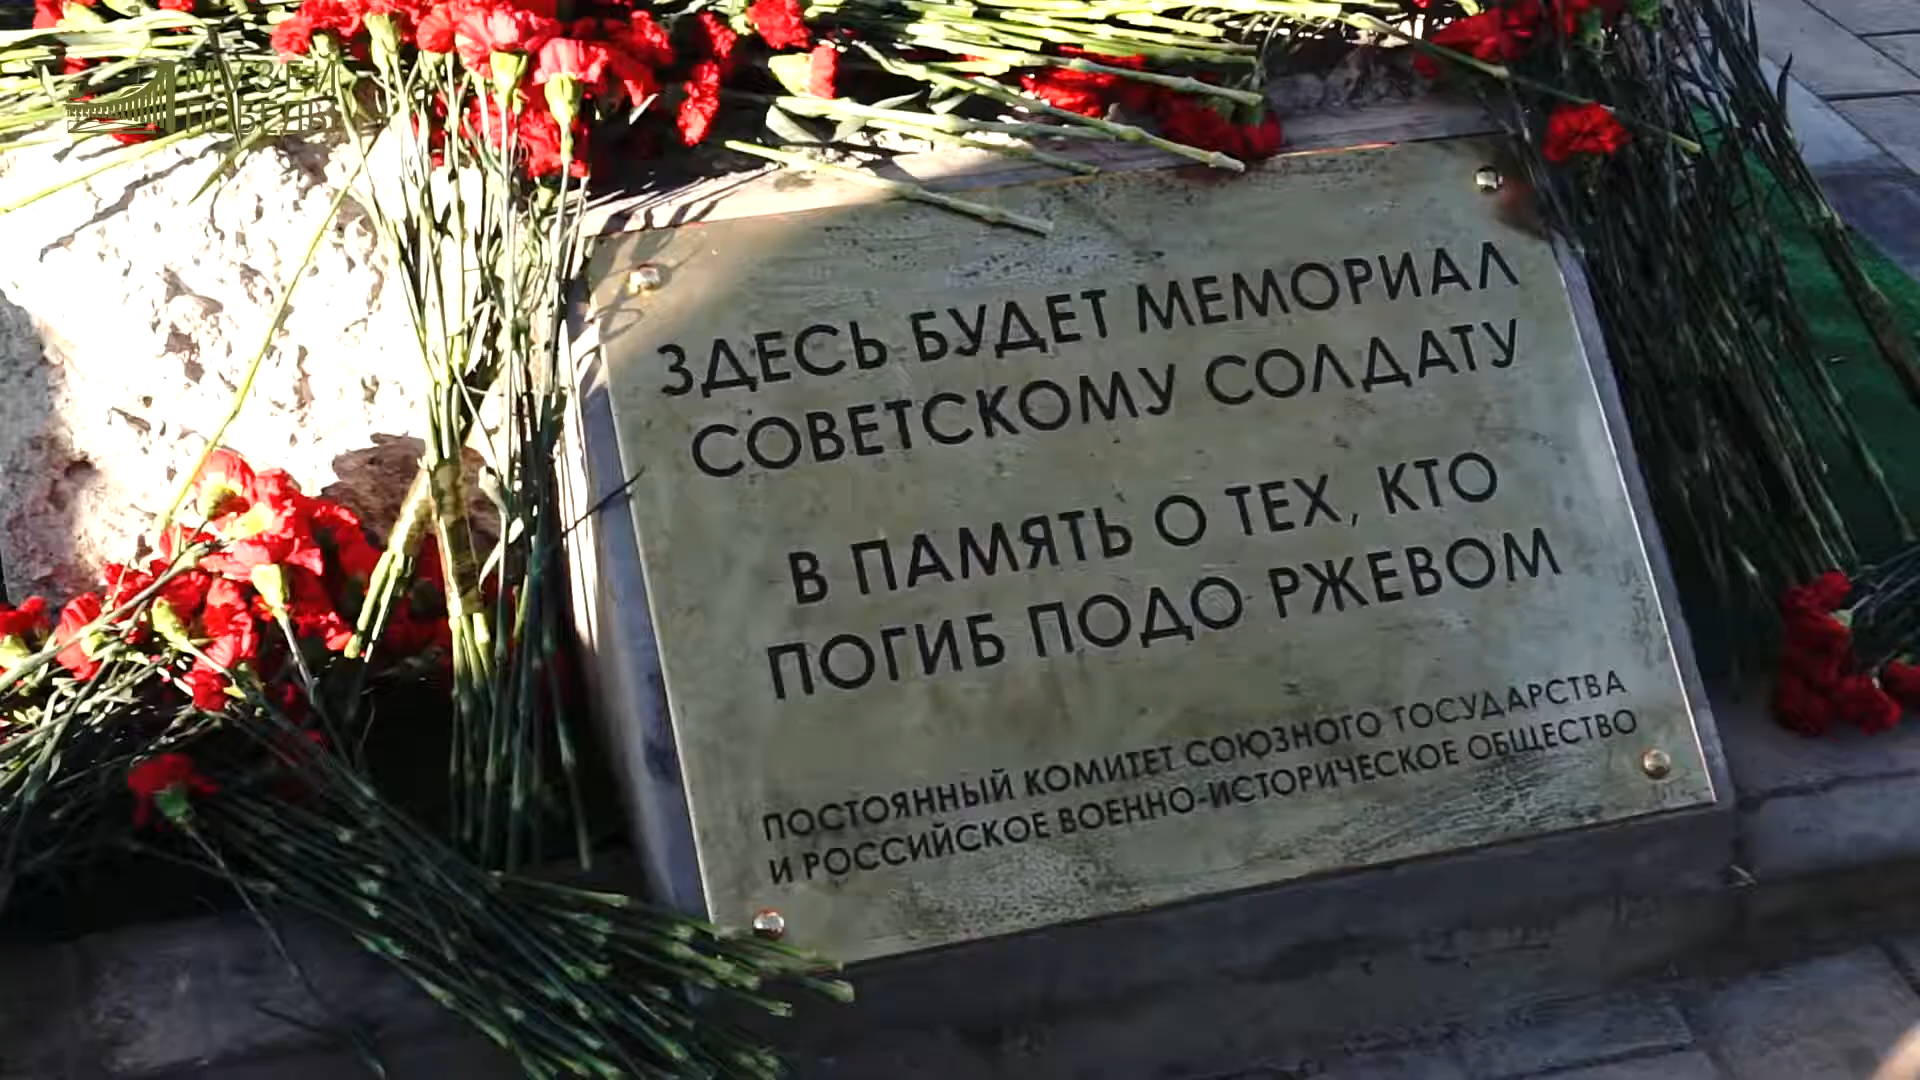 МУЗЕЙ
ПОБЕДЫ
ЗДЕСЬ БУДЕТ МЕМОРИАЛ
СОВЕТСКОМУ СОЛДАТУ
В ПАМЯТЬ О ТЕХ, КТО
ПОГИБ ПОДО РЖЕВОМ
ПОСТОЯННЫЙ КОМИТЕТ СОЮЗНОГО ГОСУДАРСТВА
И РОССИЙСКОЕ ВОЕННО-ИСТОРИЧЕСКОЕ ОБЩЕСТВО